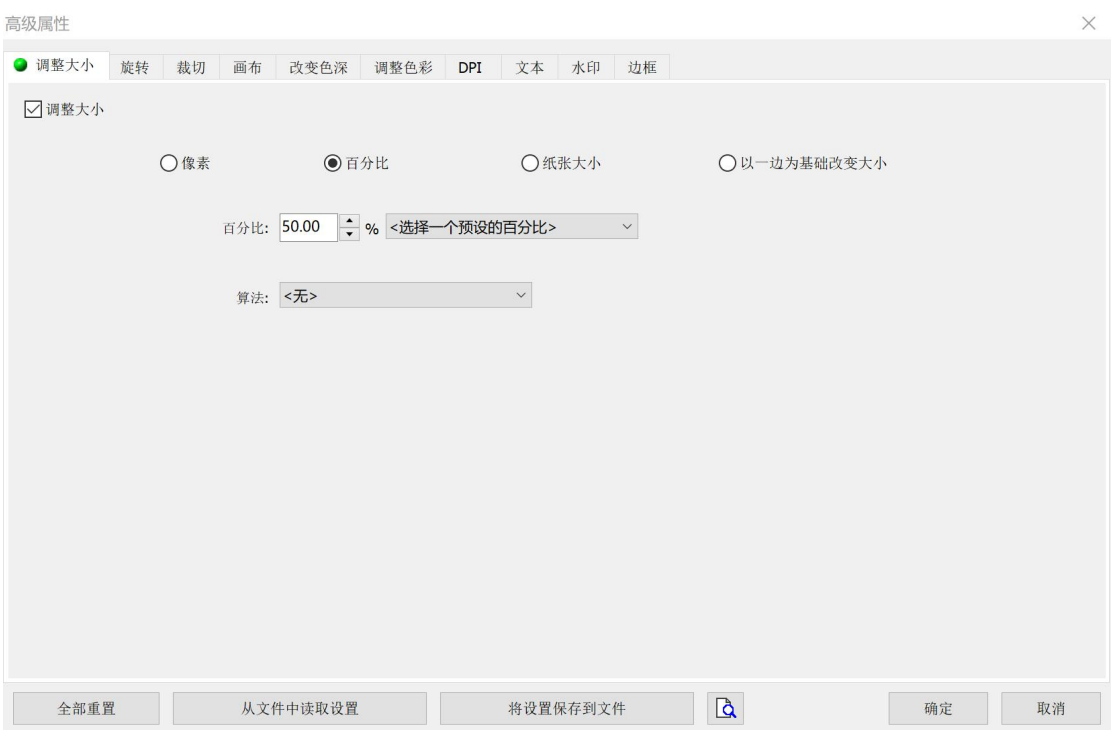 高级属性
调整大小 旋转 裁切 画布 改变色深 调整色彩 DPI 文本 水印 边框
调整大小
像素 百分比 纸张大小 以一边为基础改变大小
百分比: 50.00 % <选择一个预设的百分比>
算法: <无>
全部重置 从文件中读取设置 将设置保存到文件 确定 取消